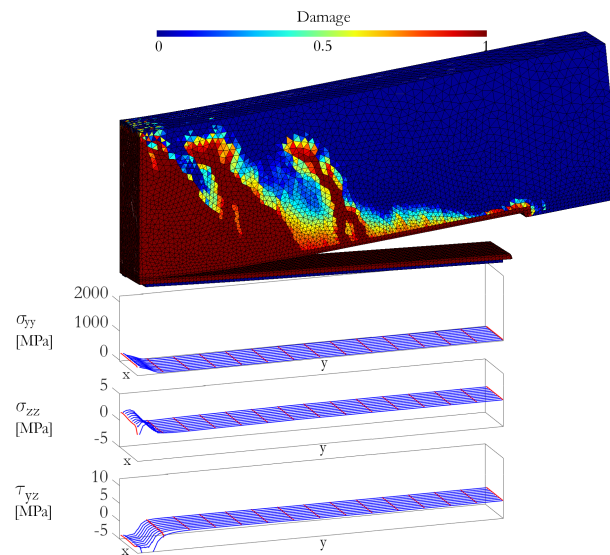 Damage
0 0.5 1
2000
σyy 1000
[MPa] 0
x y
5
σzz 0
[MPa] -5
x y
10
τyz 5
[MPa] 0
-5
x y